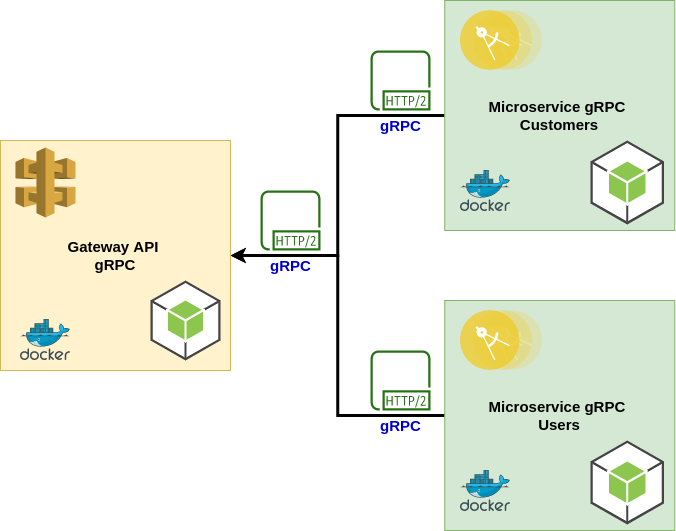 HTTP/2
gRPC
Microservice gRPC
Customers
docker
HTTP/2
gRPC
Gateway API
gRPC
docker
HTTP/2
gRPC
Microservice gRPC
Users
docker